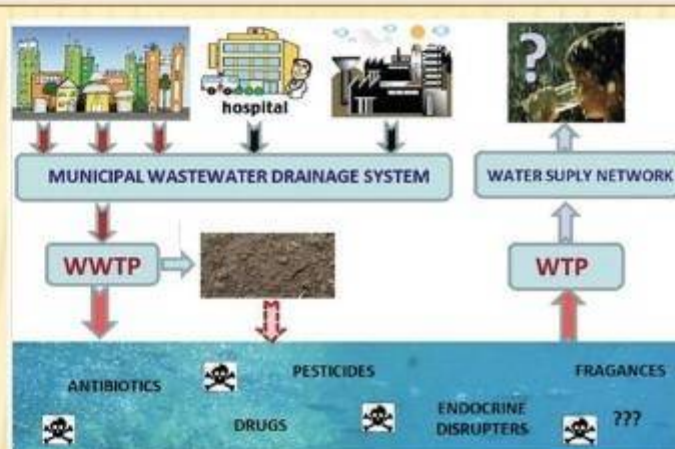 ?
hospital
MUNICIPAL WASTEWATER DRAINAGE SYSTEM
WATER SUPLY NETWORK
WWTP
WTP
PESTICIDES
FRAGANCES
ANTIBIOTICS
DRUGS
ENDOCRINE
DISRUPTERS
???